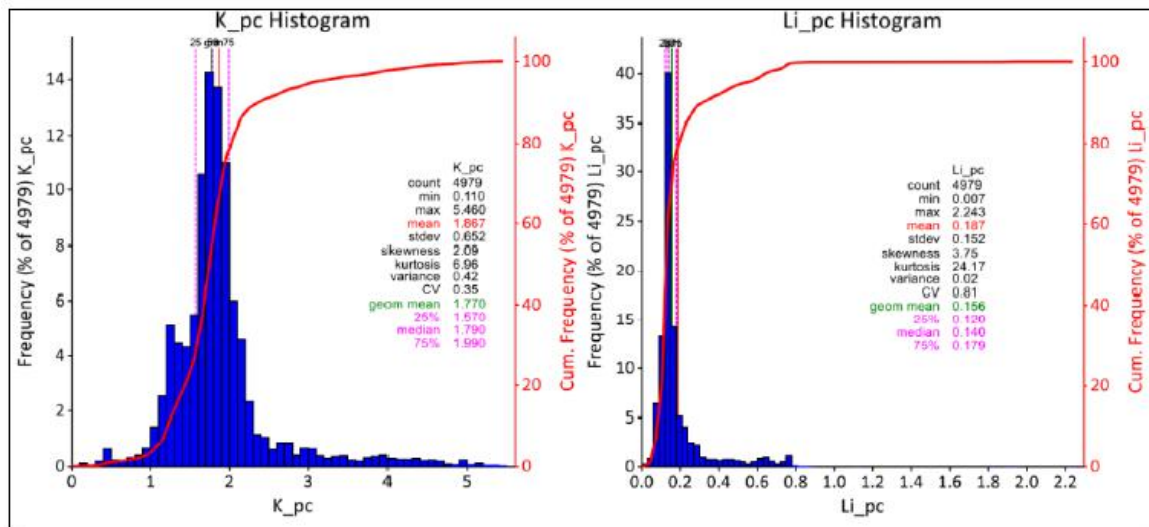 K_pc Histogram
25 75
14
12
10
8
6
4
2
0
Frequency (% of 4979) K_pc
100
80
60
40
20
0
Cum. Frequency (% of 4979) K_pc
K_pc
count 4979
min 0.110
max 5.460
mean 1.867
stdev 0.652
skewness 2.09
kurtosis 6.96
variance 0.42
CV 0.35
geom mean 1.770
25% 1.570
median 1.790
75% 1.990
0 1 2 3 4 5
K_pc
Li_pc Histogram
40
35
30
25
20
15
10
5
0
Frequency (% of 4979) Li_pc
100
80
60
40
20
0
Cum. Frequency (% of 4979) Li_pc
Li_pc
count 4979
min 0.007
max 2.243
mean 0.187
stdev 0.152
skewness 3.75
kurtosis 24.17
variance 0.02
CV 0.81
geom mean 0.156
25% 0.120
median 0.140
75% 0.179
0.0 0.2 0.4 0.6 0.8 1.0 1.2 1.4 1.6 1.8 2.0 2.2
Li_pc